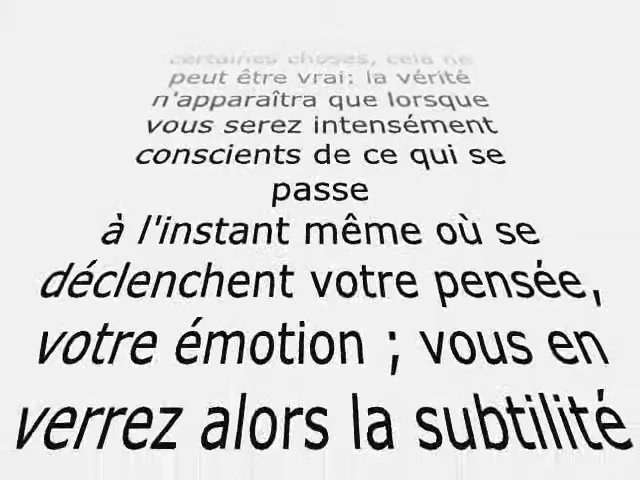 certaines choses, cela ne
peut être vrai: la vérité
n'apparaîtra que lorsque
vous serez intensément
conscients de ce qui se
passe
à l'instant même où se
déclenchent votre pensée,
votre émotion ; vous en
verrez alors la subtilité